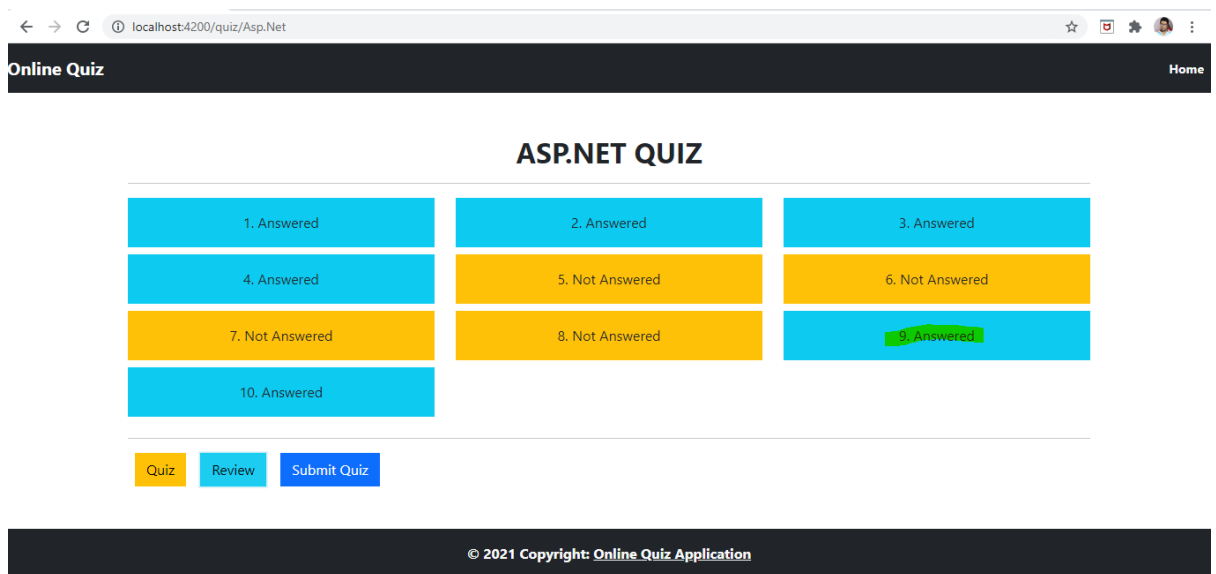 localhost:4200/quiz/Asp.Net
Online Quiz Home
ASP.NET QUIZ
1. Answered 2. Answered 3. Answered
4. Answered 5. Not Answered 6. Not Answered
7. Not Answered 8. Not Answered 9. Answered
10. Answered
Quiz Review Submit Quiz
© 2021 Copyright: Online Quiz Application